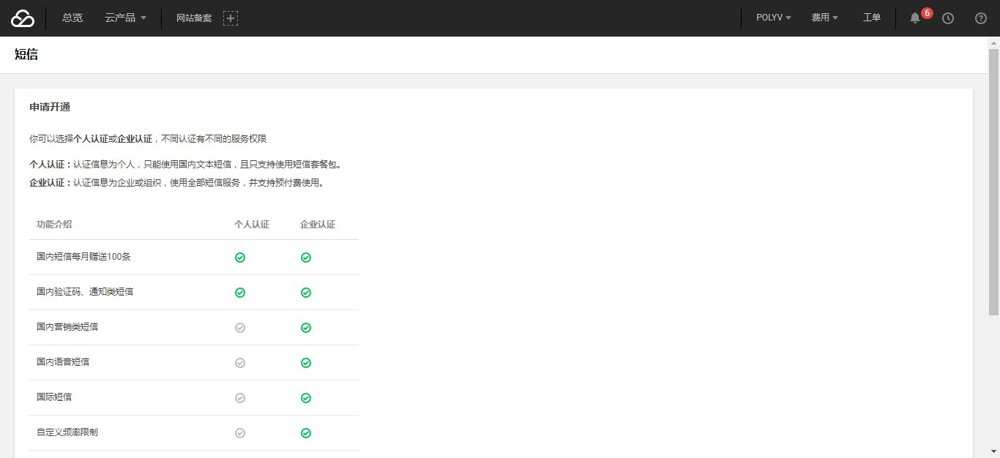 总览 云产品 网站备案 POLYV 费用 工单 6
短信
申请开通
你可以选择个人认证或企业认证，不同认证有不同的服务权限
个人认证：认证信息为个人，只能使用国内文本短信，且只支持使用短信套餐包。
企业认证：认证信息为企业或组织，使用全部短信服务，并支持预付费使用。
功能介绍 个人认证 企业认证
国内短信每月赠送100条
国内验证码、通知类短信
国内营销类短信
国内语音短信
国际短信
自定义频率限制